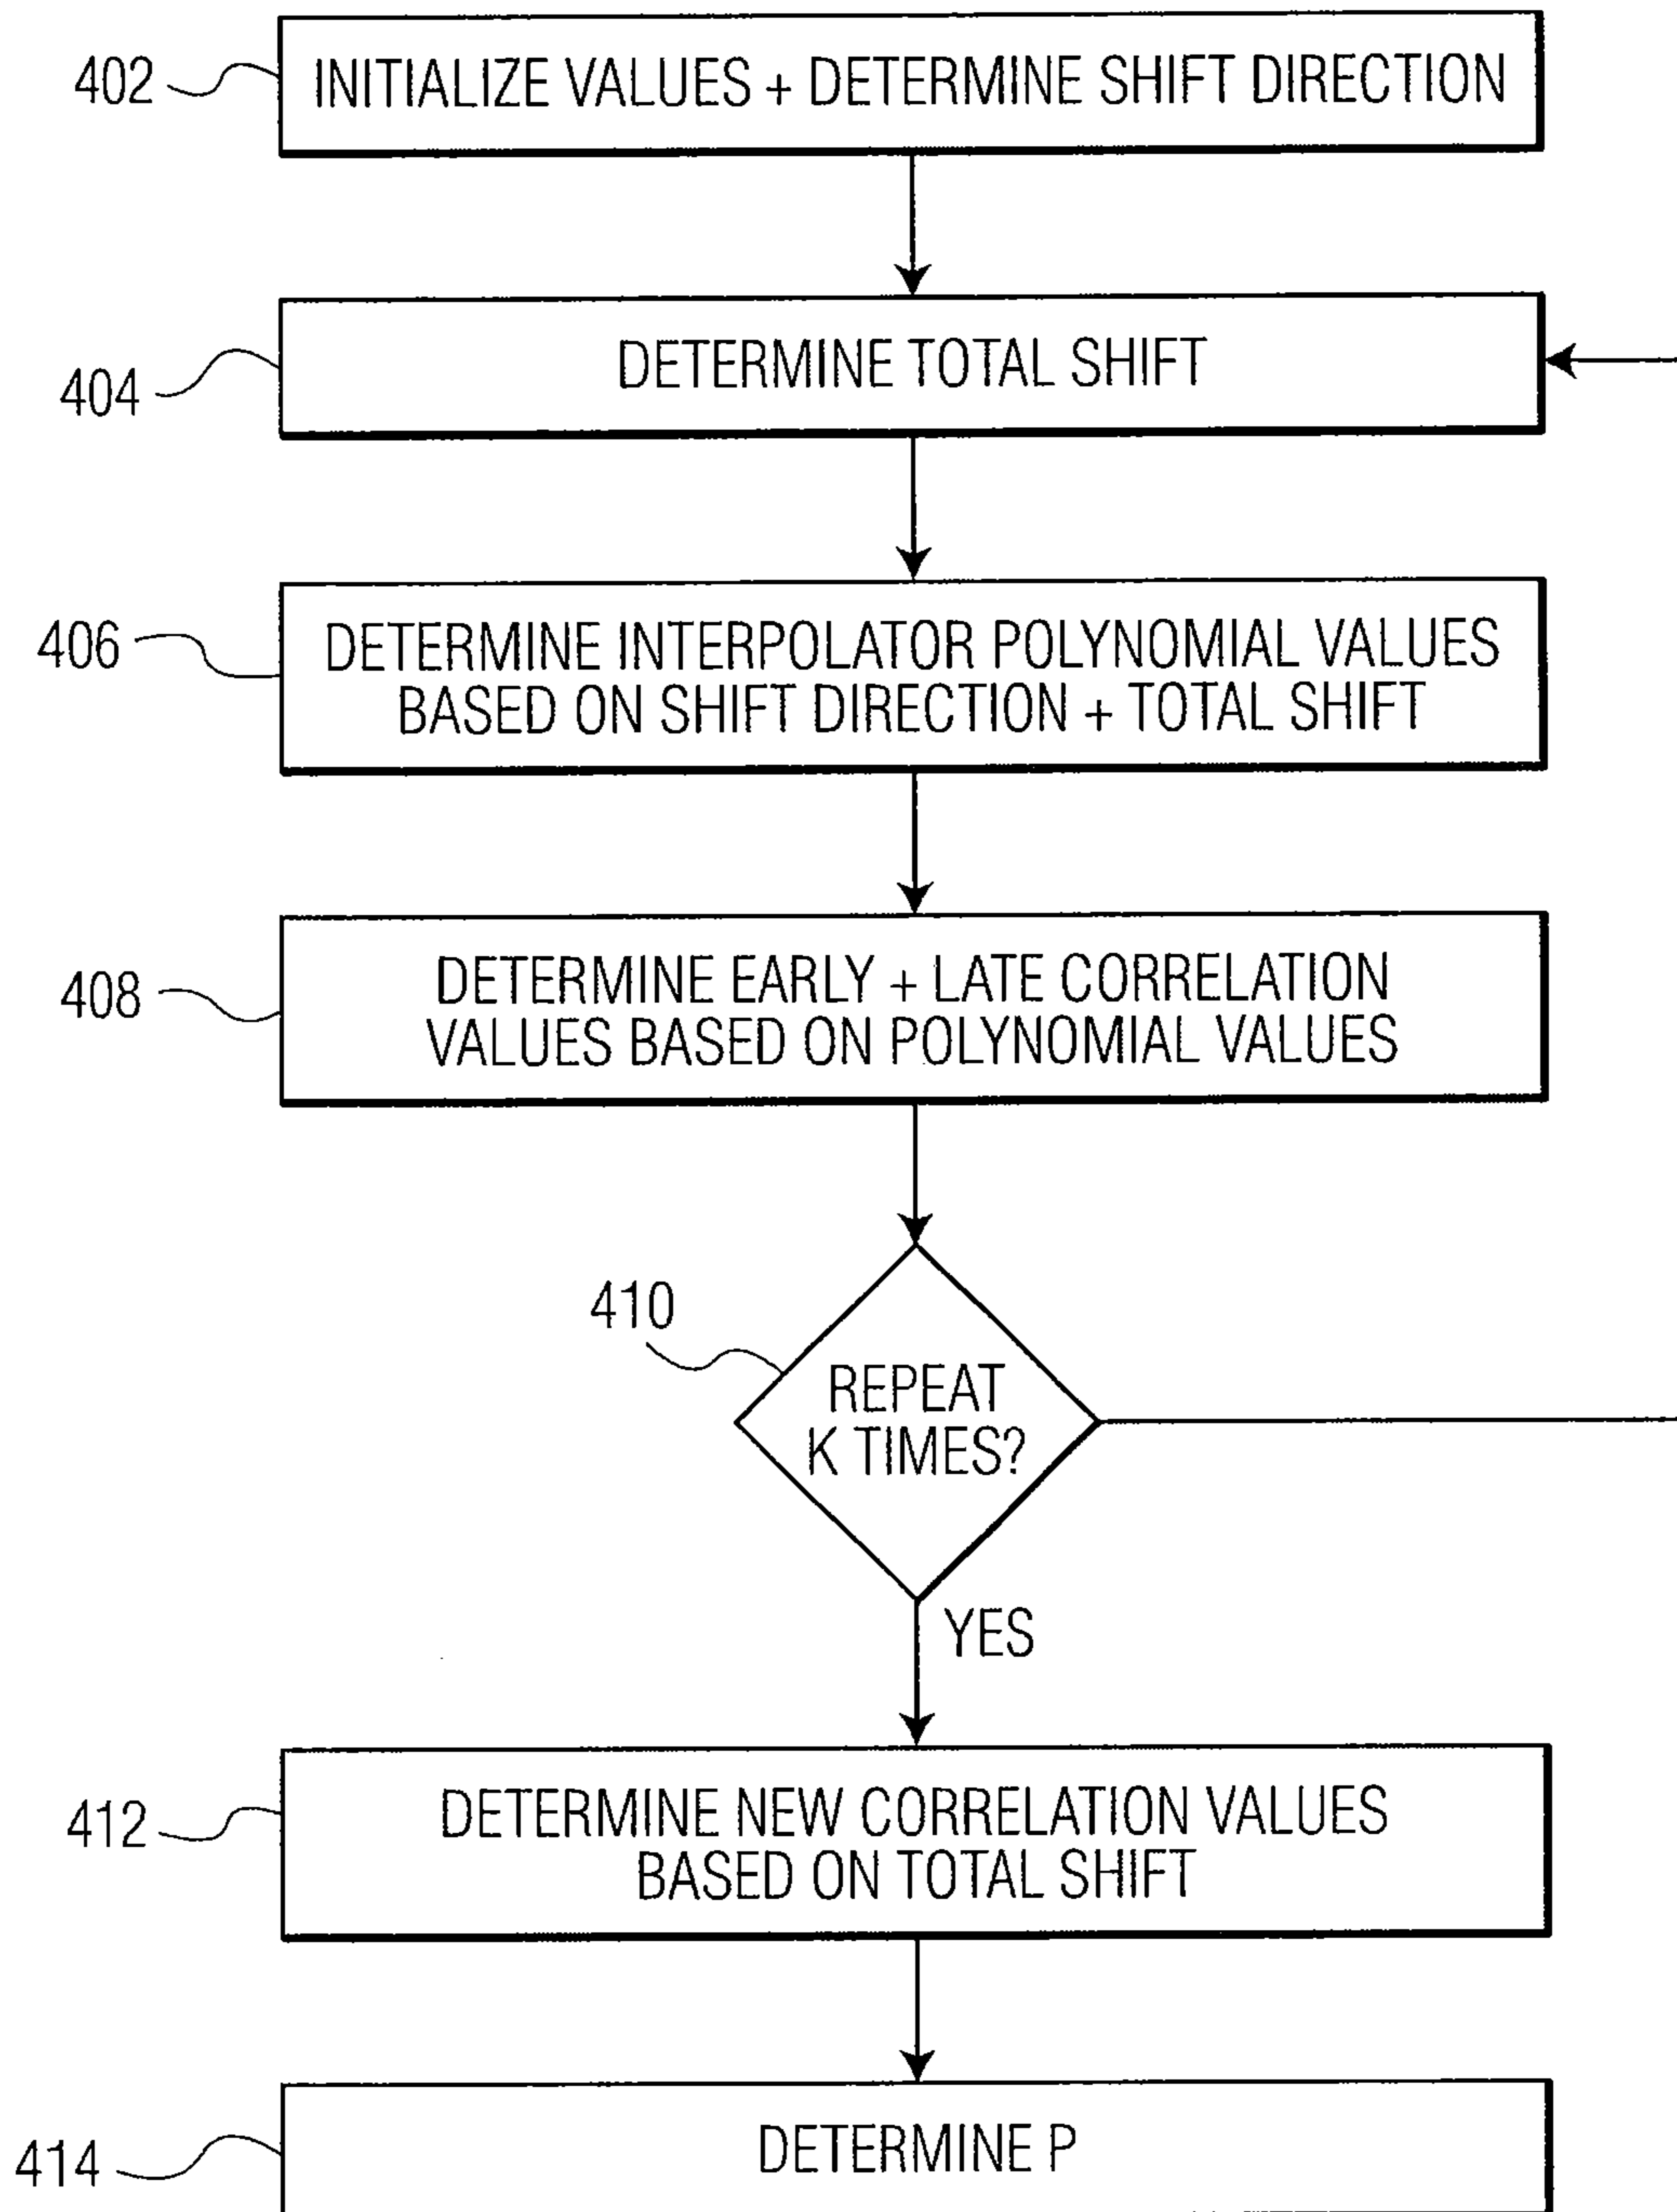 402
INITIALIZE VALUES + DETERMINE SHIFT DIRECTION
404
DETERMINE TOTAL SHIFT
406
DETERMINE INTERPOLATOR POLYNOMIAL VALUES
BASED ON SHIFT DIRECTION + TOTAL SHIFT
408
DETERMINE EARLY + LATE CORRELATION
VALUES BASED ON POLYNOMIAL VALUES
410
REPEAT
K TIMES?
YES
412
DETERMINE NEW CORRELATION VALUES
BASED ON TOTAL SHIFT
414
DETERMINE P